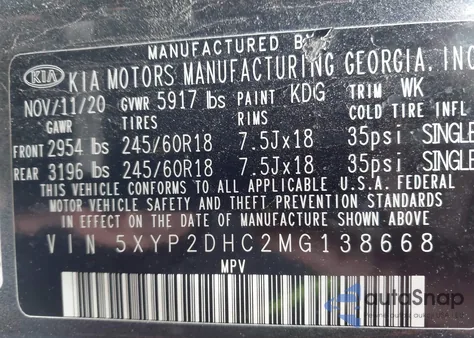 MANUFACTURED BY
KIA KIA MOTORS MANUFACTURING GEORGIA, INC
NOV/11/20 GVWR 5917 lbs PAINT KDG TRIM WK
GAWR TIRES RIMS COLD TIRE INFL
FRONT 2954 lbs 245/60R18 7.5Jx18 35psi SINGLE
REAR 3196 lbs 245/60R18 7.5Jx18 35psi SINGLE
THIS VEHICLE CONFORMS TO ALL APPLICABLE U.S.A. FEDERAL
MOTOR VEHICLE SAFETY AND THEFT PREVENTION STANDARDS
IN EFFECT ON THE DATE OF MANUFACTURE SHOWN ABOVE
VIN 5XYP2DHC2MG138668
MPV
autoSnap